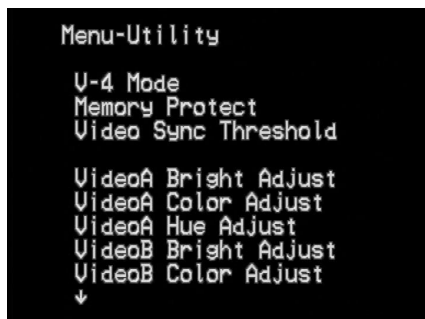 Menu-Utility
V-4 Mode
Memory Protect
Video Sync Threshold
VideoA Bright Adjust
VideoA Color Adjust
VideoA Hue Adjust
VideoB Bright Adjust
VideoB Color Adjust
↓